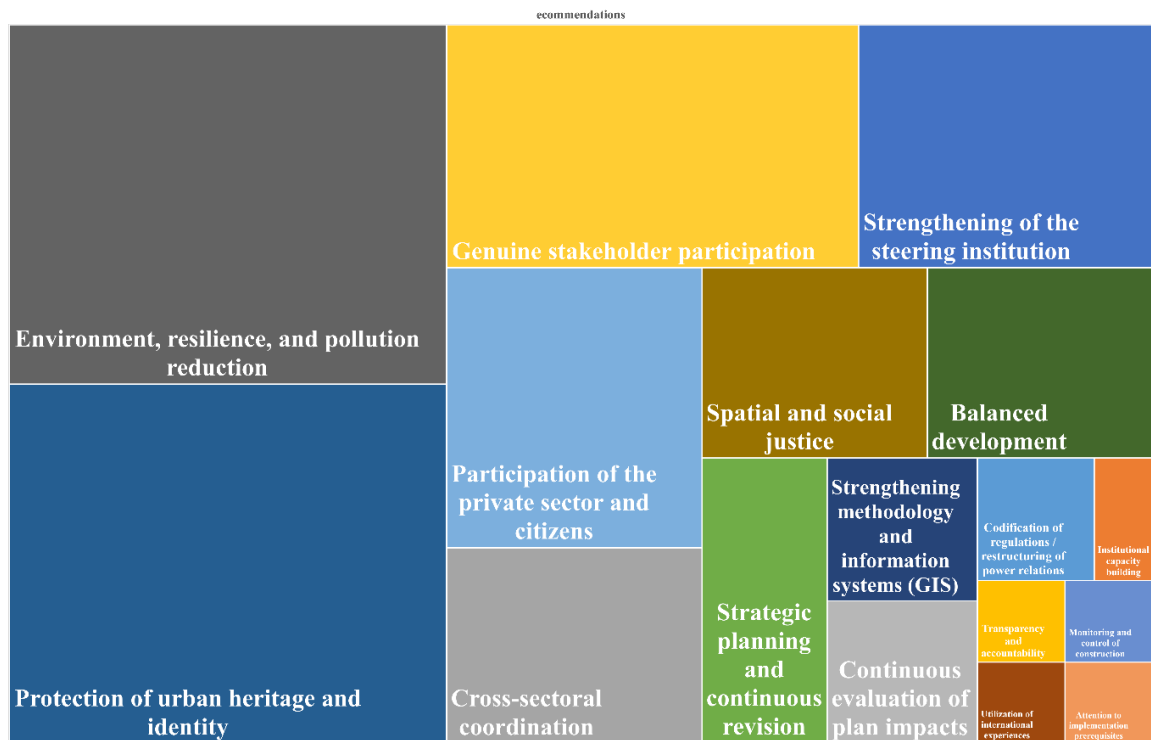 ecommendations
Environment, resilience, and pollution
reduction
Protection of urban heritage and
identity
Genuine stakeholder participation
Strengthening of the
steering institution
Participation of the
private sector and
citizens
Cross-sectoral
coordination
Spatial and social
justice
Balanced
development
Strategic
planning
and
continuous
revision
Strengthening
methodology
and
information
systems (GIS)
Continuous
evaluation of
plan impacts
Codification of
regulations /
restructuring of
power relations
Institutional
capacity
building
Transparency
and
accountability
Monitoring and
control of
construction
Utilization of
international
experiences
Attention to
implementation
prerequisites